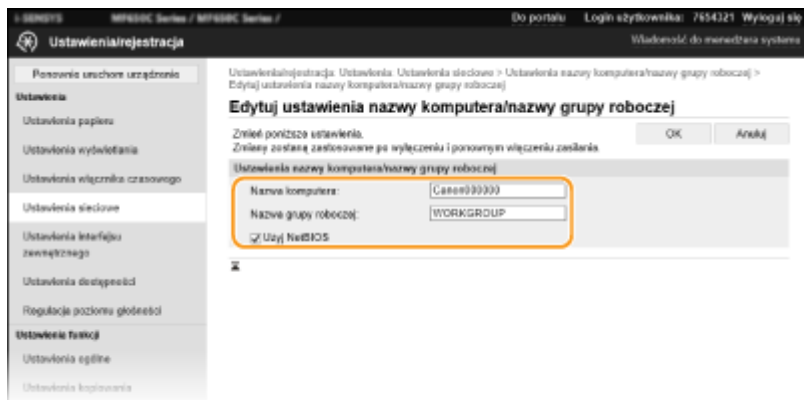 i-SENSYS MF650C Series / MF650C Series / Do portalu Login użytkownika: 7654321 Wyloguj się
Ustawienia/rejestracja Wiadomość do menedżera systemu
Ponownie uruchom urządzenie
Ustawienia/rejestracja: Ustawienia: Ustawienia sieciowe > Ustawienia nazwy komputera/nazwy grupy roboczej >
Edytuj ustawienia nazwy komputera/nazwy grupy roboczej
Edytuj ustawienia nazwy komputera/nazwy grupy roboczej
Zmień poniższe ustawienia.
Zmiany zostaną zastosowane po wyłączeniu i ponownym włączeniu zasilania.
OK Anuluj
Ustawienia nazwy komputera/nazwy grupy roboczej
Nazwa komputera: Canon000000
Nazwa grupy roboczej: WORKGROUP
Użyj NetBIOS
Ustawienia
Ustawienia papieru
Ustawienia wyświetlania
Ustawienia włącznika czasowego
Ustawienia sieciowe
Ustawienia interfejsu
zewnętrznego
Ustawienia dostępności
Regulacja poziomu głośności
Ustawienia funkcji
Ustawienia ogólne
Ustawienia kopiowania